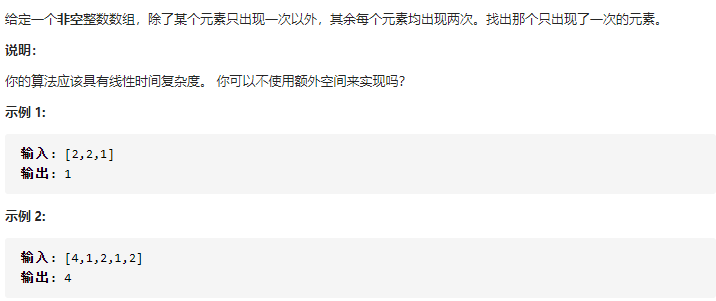 给定一个非空整数数组，除了某个元素只出现一次以外，其余每个元素均出现两次。找出那个只出现了一次的元素。
说明：
你的算法应该具有线性时间复杂度。 你可以不使用额外空间来实现吗？
示例 1:
输入: [2,2,1]
输出: 1
示例 2:
输入: [4,1,2,1,2]
输出: 4